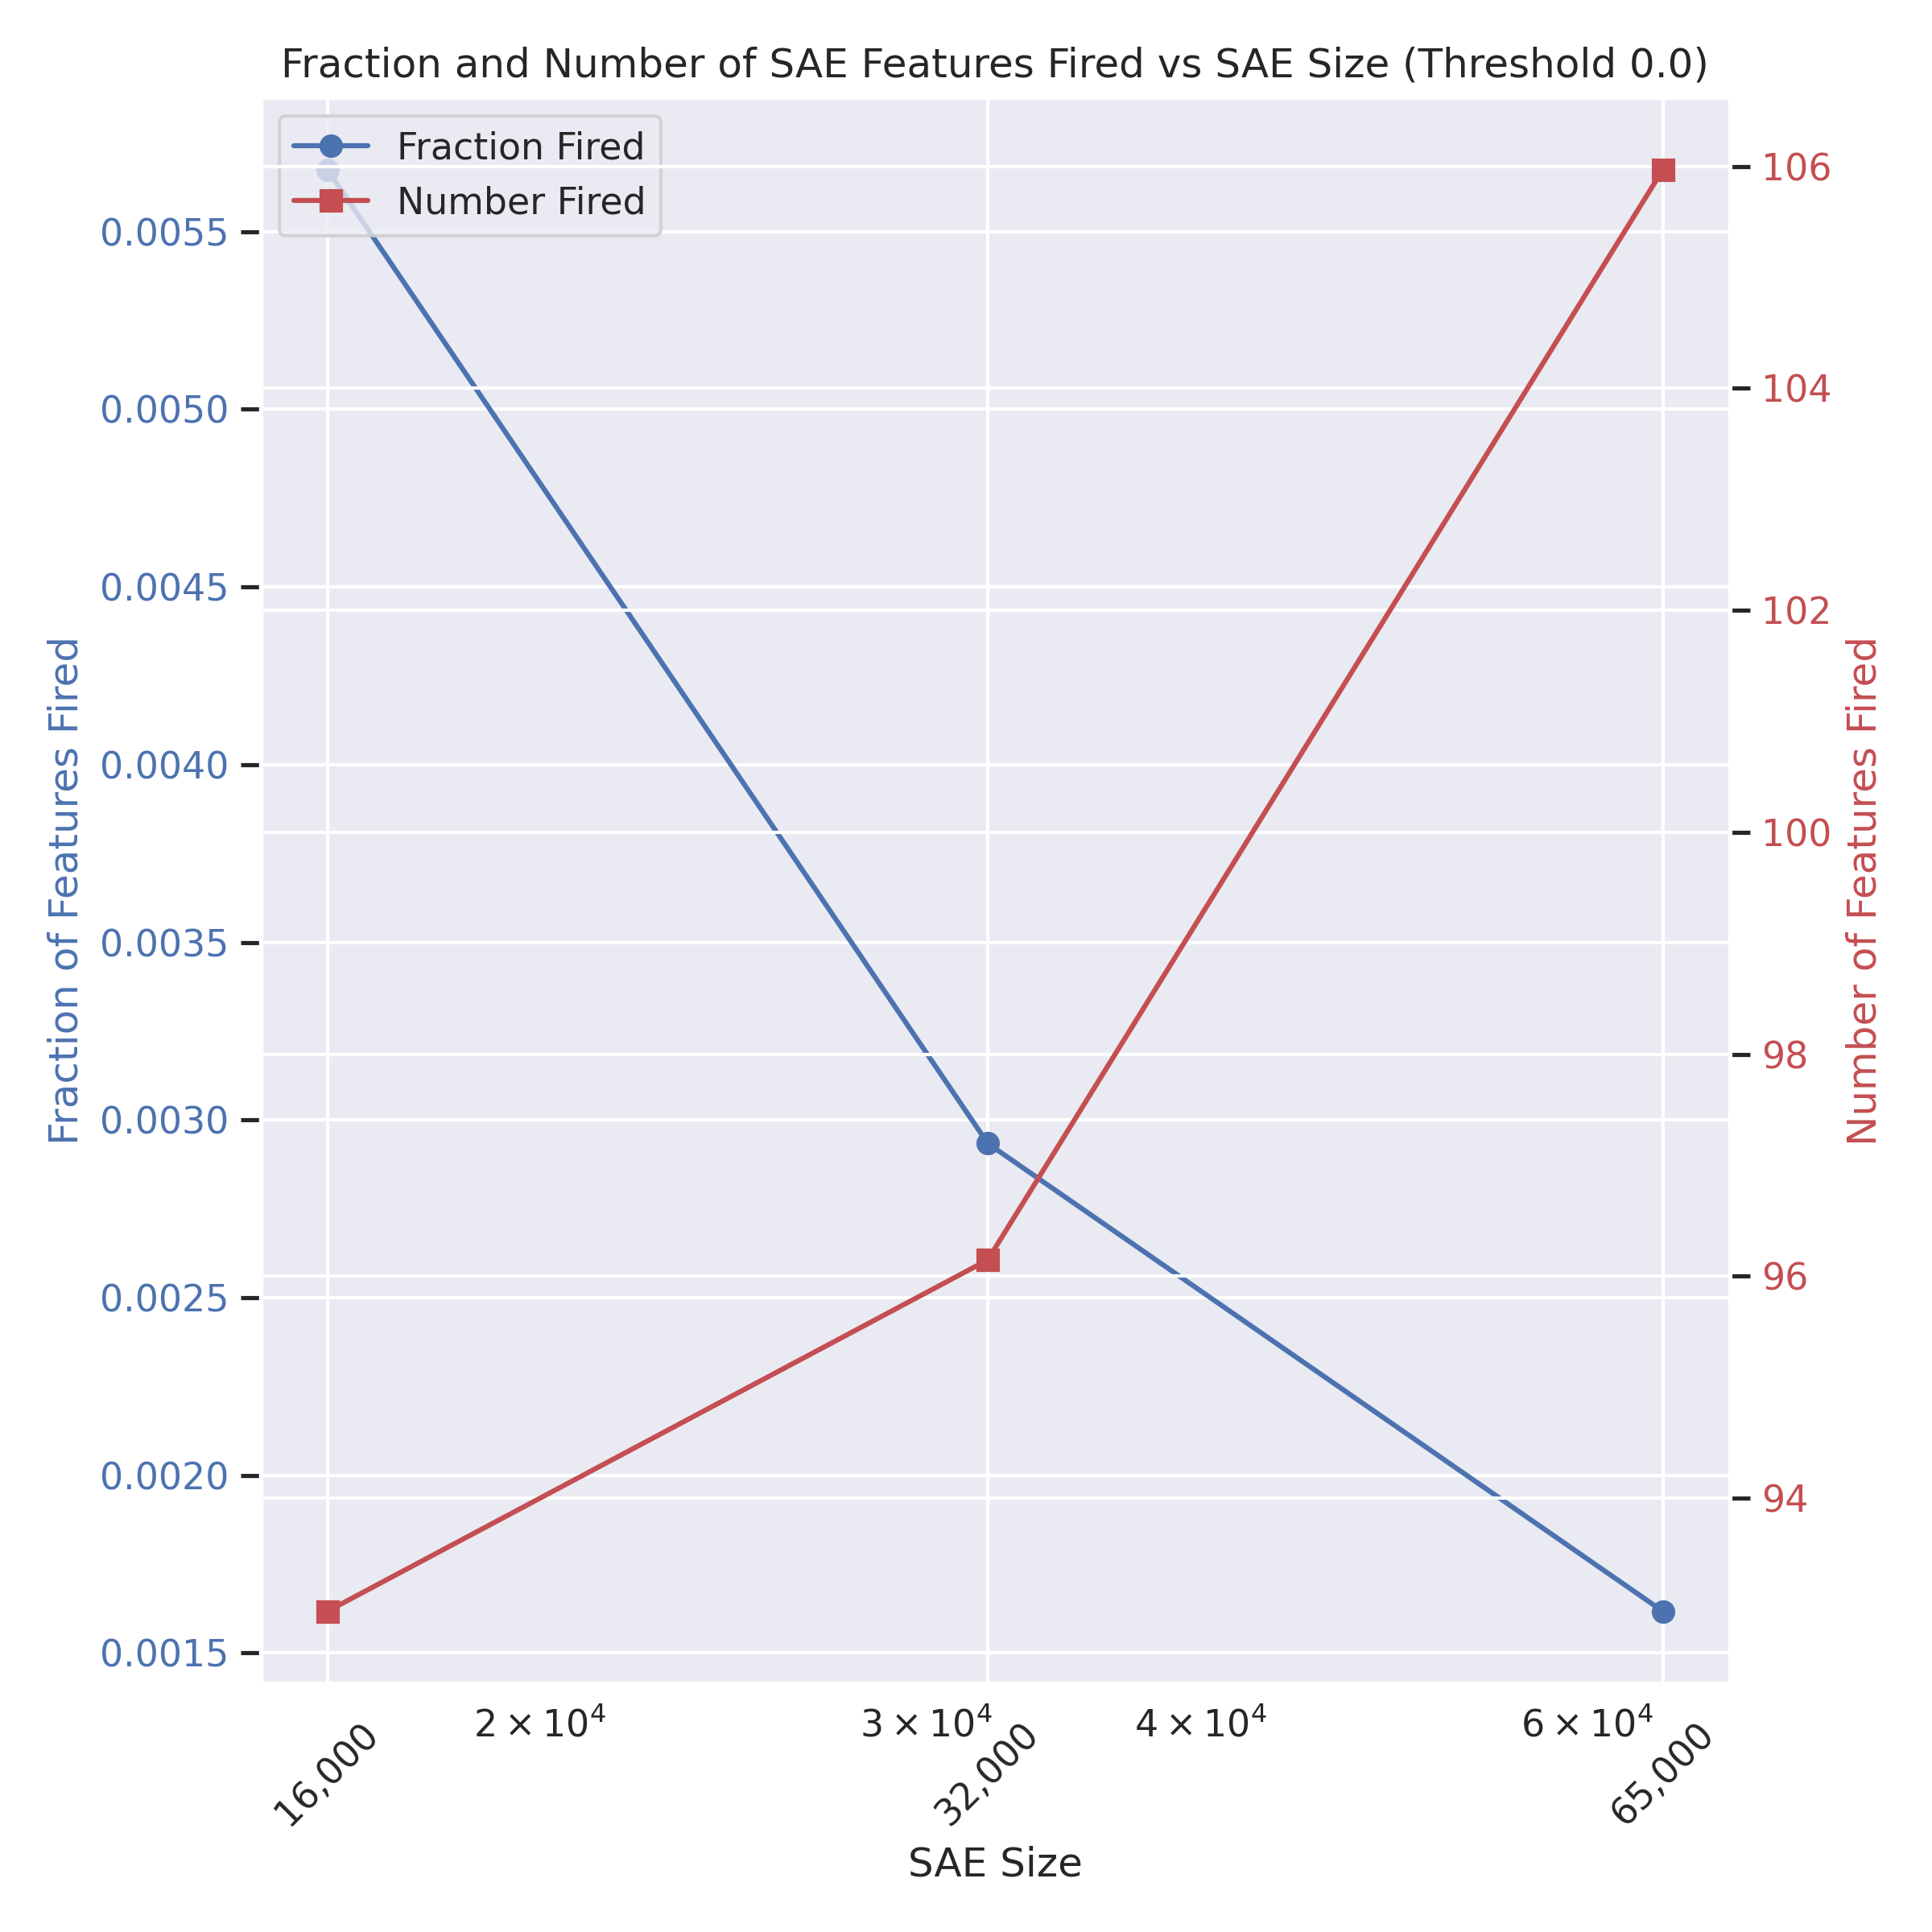 Fraction and Number of SAE Features Fired vs SAE Size (Threshold 0.0)
Fraction Fired
Number Fired
0.0055
0.0050
0.0045
0.0040
0.0035
0.0030
0.0025
0.0020
0.0015
Fraction of Features Fired
106
104
102
100
98
96
94
Number of Features Fired
2 × 10⁴
3 × 10⁴
4 × 10⁴
6 × 10⁴
16,000
32,000
65,000
SAE Size